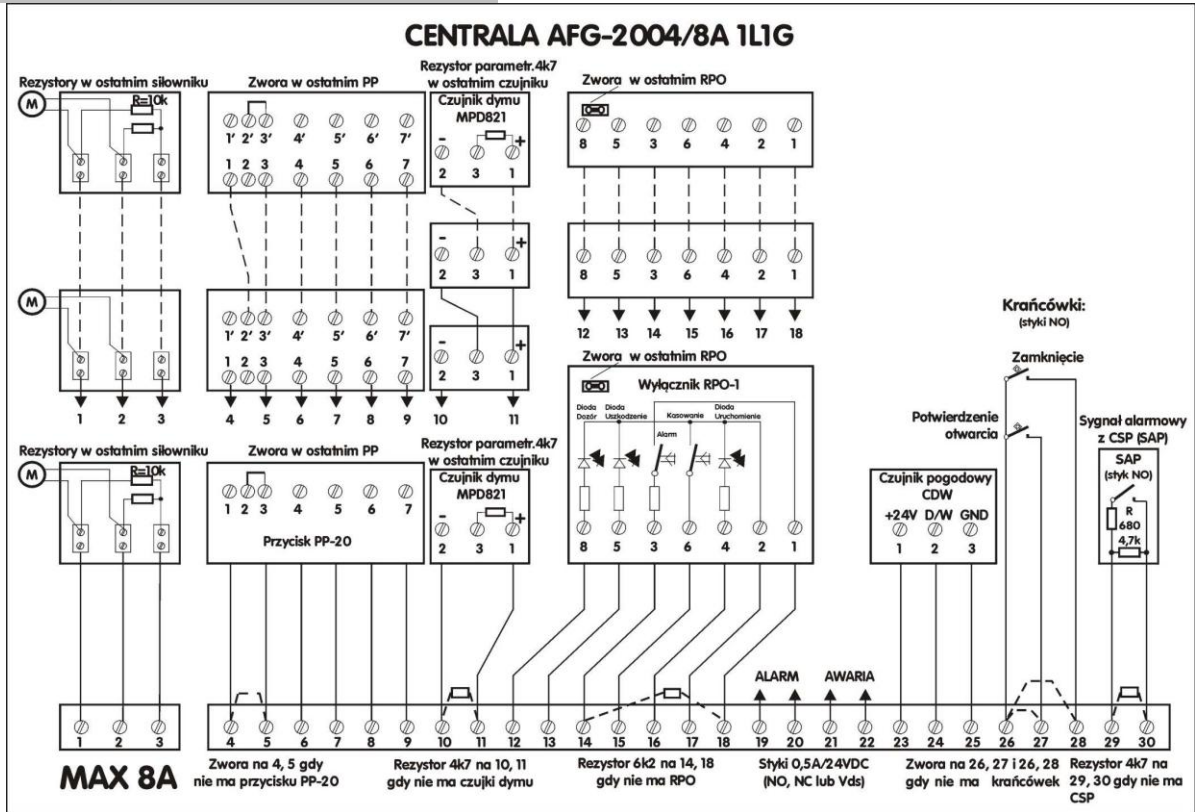 CENTRALA AFG-2004/8A 1L1G
Rezystory w ostatnim siłowniku
M
R=10k
Zwora w ostatnim PP
1' 2' 3' 4' 5' 6' 7'
1 2 3 4 5 6 7
Rezystor parametr.4k7
w ostatnim czujniku
Czujnik dymu
MPD821
- +
2 3 1
Zwora w ostatnim RPO
8 5 3 6 4 2 1
- +
2 3 1
8 5 3 6 4 2 1
12 13 14 15 16 17 18
M
1 2 3
1' 2' 3' 4' 5' 6' 7'
1 2 3 4 5 6 7
4 5 6 7 8 9
- +
2 3 1
10 11
Zwora w ostatnim RPO
Wyłącznik RPO-1
Dioda
Dozór
Dioda
Uszkodzenie
Alarm
Kasowanie
Dioda
Uruchomienie
8 5 3 6 4 2 1
Krańcówki:
(styki NO)
Zamknięcie
Potwierdzenie
otwarcia
Rezystory w ostatnim siłowniku
M
R=10k
Zwora w ostatnim PP
1 2 3 4 5 6 7
Przycisk PP-20
Rezystor parametr.4k7
w ostatnim czujniku
Czujnik dymu
MPD821
- +
2 3 1
Czujnik pogodowy
CDW
+24V D/W GND
1 2 3
Sygnał alarmowy
z CSP (SAP)
SAP
(styk NO)
R
680
4,7k
ALARM AWARIA
1 2 3
4 5 6 7 8 9 10 11 12 13 14 15 16 17 18 19 20 21 22 23 24 25 26 27 28 29 30
MAX 8A
Zwora na 4, 5 gdy
nie ma przycisku PP-20
Rezystor 4k7 na 10, 11
gdy nie ma czujki dymu
Rezystor 6k2 na 14, 18
gdy nie ma RPO
Styki 0,5A/24VDC
(NO, NC lub Vds)
Zwora na 26, 27 i 26, 28
gdy nie ma krańcówek
Rezystor 4k7 na
29, 30 gdy nie ma
CSP